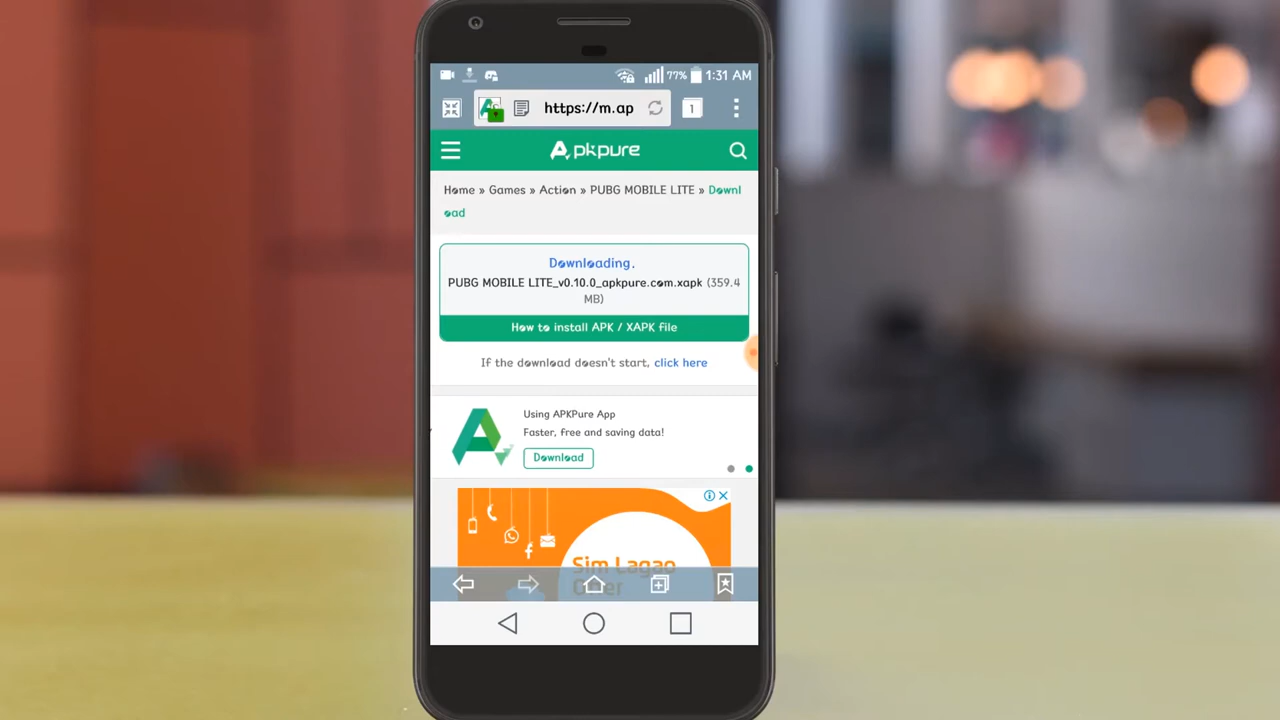 77% 1:31 AM
https://m.ap 1
Apkpure
Home » Games » Action » PUBG MOBILE LITE » Downl
oad
Downloading.
PUBG MOBILE LITE_v0.10.0_apkpure.com.xapk (359.4
MB)
How to install APK / XAPK file
If the download doesn't start, click here
Using APKPure App
Faster, free and saving data!
Download
Sim Lagao
Offer